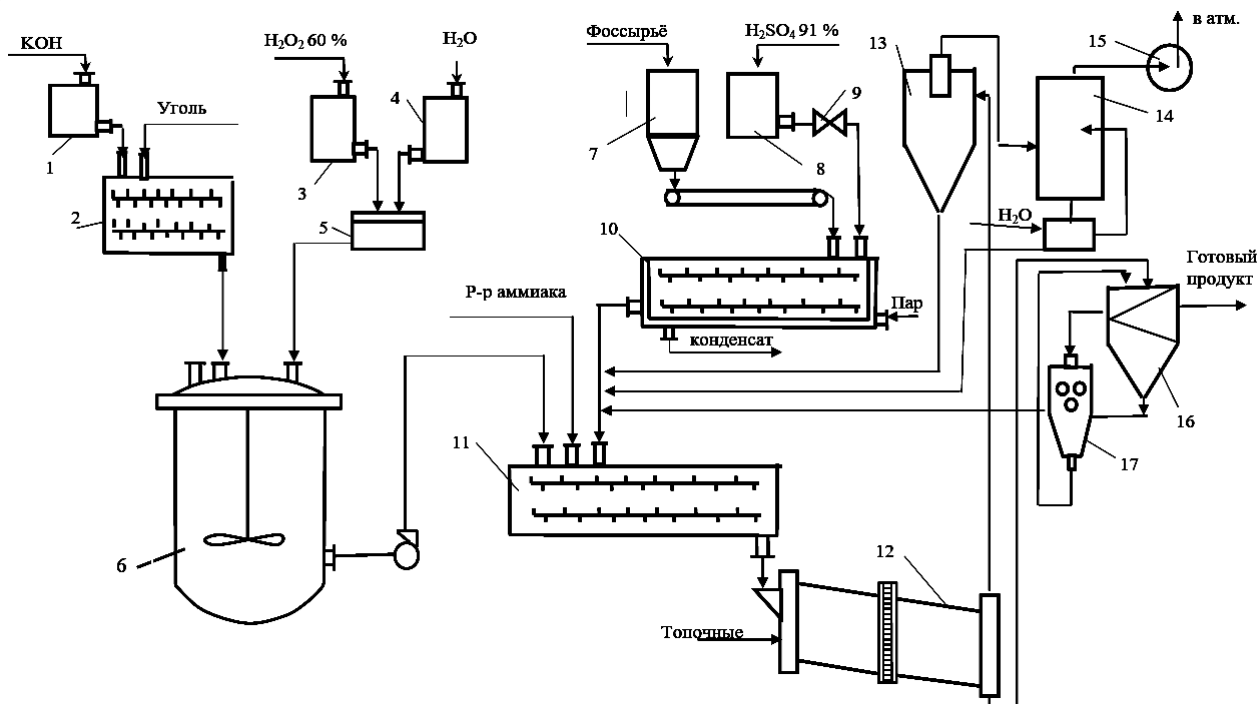 КОН
H₂O₂ 60 %
H₂O
Фоссырьё
H₂SO₄ 91 %
в атм.
15
13
9
14
4
Уголь
1
3
7
8
2
5
10
H₂O
Готовый
продукт
Р-р аммиака
Пар
конденсат
16
11
17
12
6
Топочные